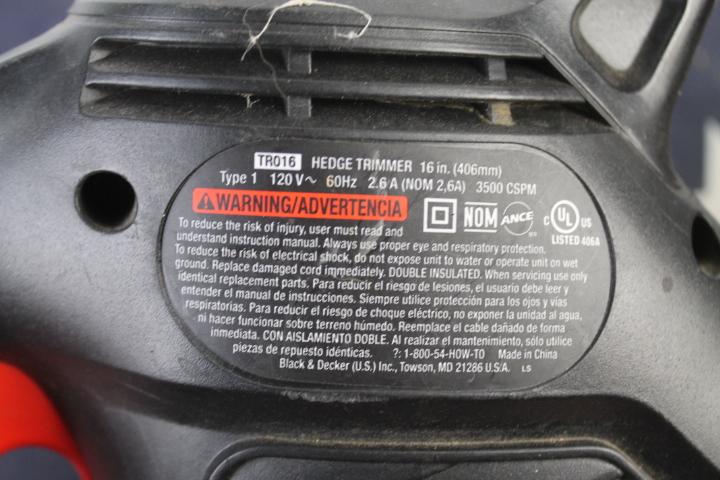 TR016 HEDGE TRIMMER 16 in. (406mm)
Type 1 120 V~ 60Hz 2.6 A (NOM 2,6A) 3500 CSPM
WARNING/ADVERTENCIA
NOM ANCE
C UL US
LISTED 406A
To reduce the risk of injury, user must read and
understand instruction manual. Always use proper eye and respiratory protection.
To reduce the risk of electrical shock, do not expose unit to water or operate unit on wet
ground. Replace damaged cord immediately. DOUBLE INSULATED. When servicing use only
identical replacement parts. Para reducir el riesgo de lesiones, el usuario debe leer y
entender el manual de instrucciones. Siempre utilice protección para los ojos y vías
respiratorias. Para reducir el riesgo de choque eléctrico, no exponer la unidad al agua,
ni hacer funcionar sobre terreno húmedo. Reemplace el cable dañado de forma
inmediata. CON AISLAMIENTO DOBLE. Al realizar el mantenimiento, sólo utilice
piezas de repuesto idénticas. ?: 1-800-54-HOW-TO Made in China
Black & Decker (U.S.) Inc., Towson, MD 21286 U.S.A. LS